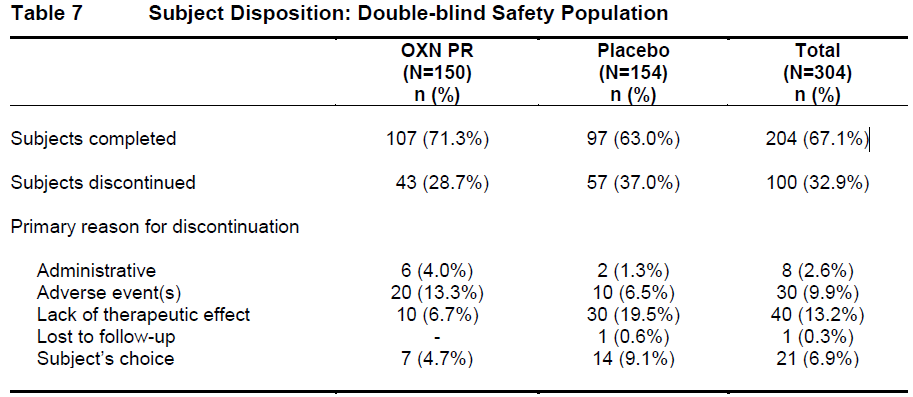 Table 7 Subject Disposition: Double-blind Safety Population
OXN PR Placebo Total
(N=150) (N=154) (N=304)
n (%) n (%) n (%)
Subjects completed 107 (71.3%) 97 (63.0%) 204 (67.1%)
Subjects discontinued 43 (28.7%) 57 (37.0%) 100 (32.9%)
Primary reason for discontinuation
Administrative 6 (4.0%) 2 (1.3%) 8 (2.6%)
Adverse event(s) 20 (13.3%) 10 (6.5%) 30 (9.9%)
Lack of therapeutic effect 10 (6.7%) 30 (19.5%) 40 (13.2%)
Lost to follow-up - 1 (0.6%) 1 (0.3%)
Subject’s choice 7 (4.7%) 14 (9.1%) 21 (6.9%)